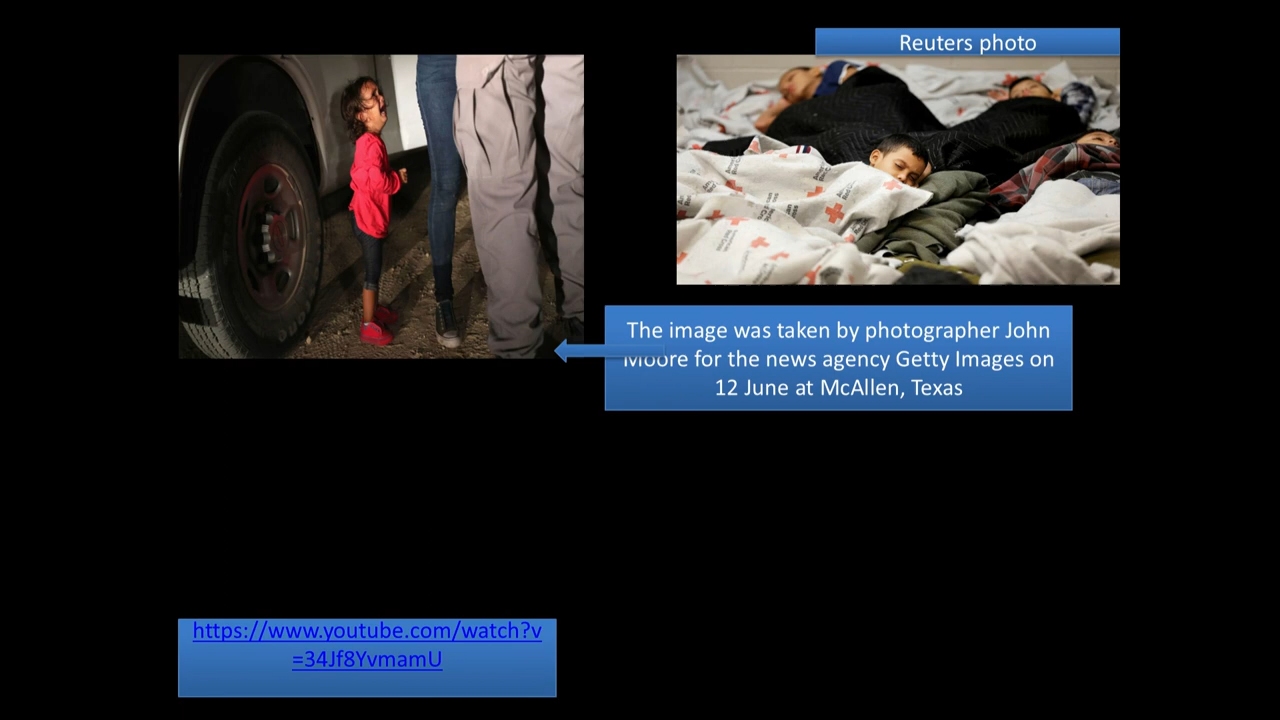 Reuters photo
The image was taken by photographer John
Moore for the news agency Getty Images on
12 June at McAllen, Texas
https://www.youtube.com/watch?v
=34Jf8YvmamU